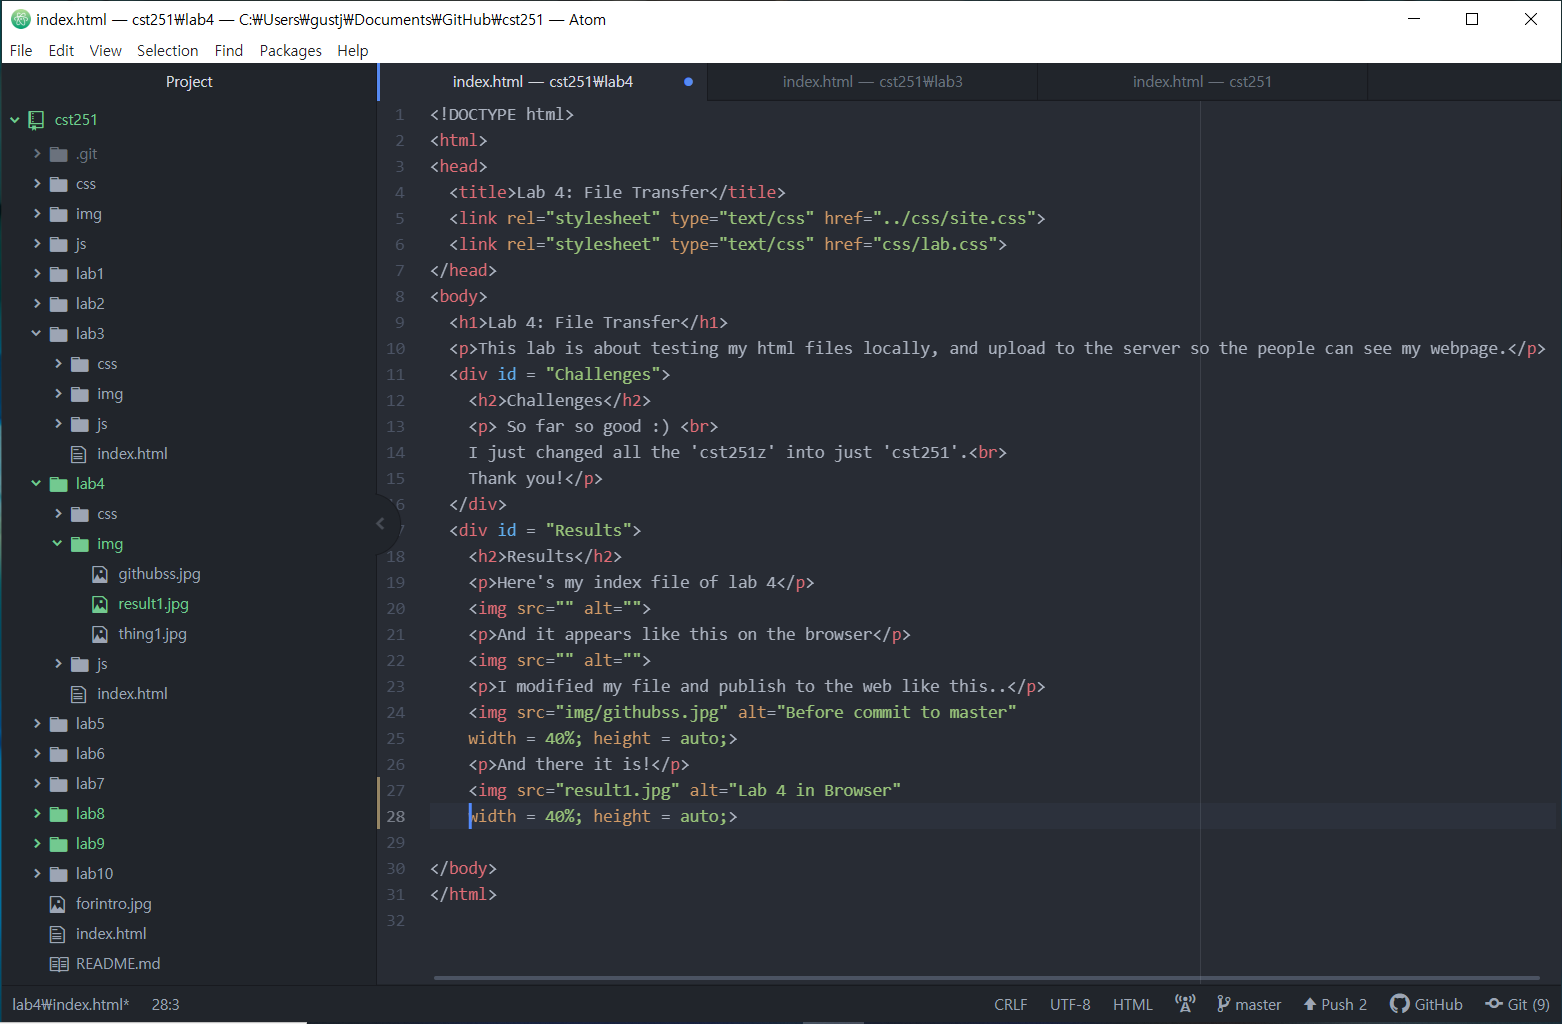 index.html — cst251₩lab4 — C:₩Users₩gustj₩Documents₩GitHub₩cst251 — Atom
File Edit View Selection Find Packages Help
Project
cst251
.git
css
img
js
lab1
lab2
lab3
css
img
js
index.html
lab4
css
img
githubss.jpg
result1.jpg
thing1.jpg
js
index.html
lab5
lab6
lab7
lab8
lab9
lab10
forintro.jpg
index.html
README.md
index.html — cst251₩lab4 index.html — cst251₩lab3 index.html — cst251
1 <!DOCTYPE html>
2 <html>
3 <head>
4 <title>Lab 4: File Transfer</title>
5 <link rel="stylesheet" type="text/css" href="../css/site.css">
6 <link rel="stylesheet" type="text/css" href="css/lab.css">
7 </head>
8 <body>
9 <h1>Lab 4: File Transfer</h1>
10 <p>This lab is about testing my html files locally, and upload to the server so the people can see my webpage.</p>
11 <div id = "Challenges">
12 <h2>Challenges</h2>
13 <p> So far so good :) <br>
14 I just changed all the 'cst251z' into just 'cst251'.<br>
15 Thank you!</p>
6 </div>
7 <div id = "Results">
18 <h2>Results</h2>
19 <p>Here's my index file of lab 4</p>
20 <img src="" alt="">
21 <p>And it appears like this on the browser</p>
22 <img src="" alt="">
23 <p>I modified my file and publish to the web like this..</p>
24 <img src="img/githubss.jpg" alt="Before commit to master"
25 width = 40%; height = auto;>
26 <p>And there it is!</p>
27 <img src="result1.jpg" alt="Lab 4 in Browser"
28 width = 40%; height = auto;>
29
30 </body>
31 </html>
32
lab4₩index.html* 28:3 CRLF UTF-8 HTML master Push 2 GitHub Git (9)